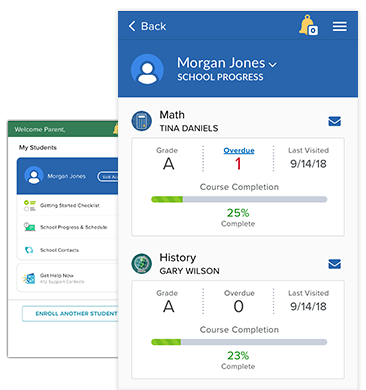 Back
0
Morgan Jones
SCHOOL PROGRESS
Math
TINA DANIELS
Grade Overdue Last Visited
A 1 9/14/18
Course Completion
25%
Complete
History
GARY WILSON
Grade Overdue Last Visited
A 0 9/14/18
Course Completion
23%
Complete
Welcome Parent,
My Students
Morgan Jones
Getting Started Checklist
School Progress & Schedule
School Contacts
Get Help Now
Support Contacts
ENROLL ANOTHER STUDENT